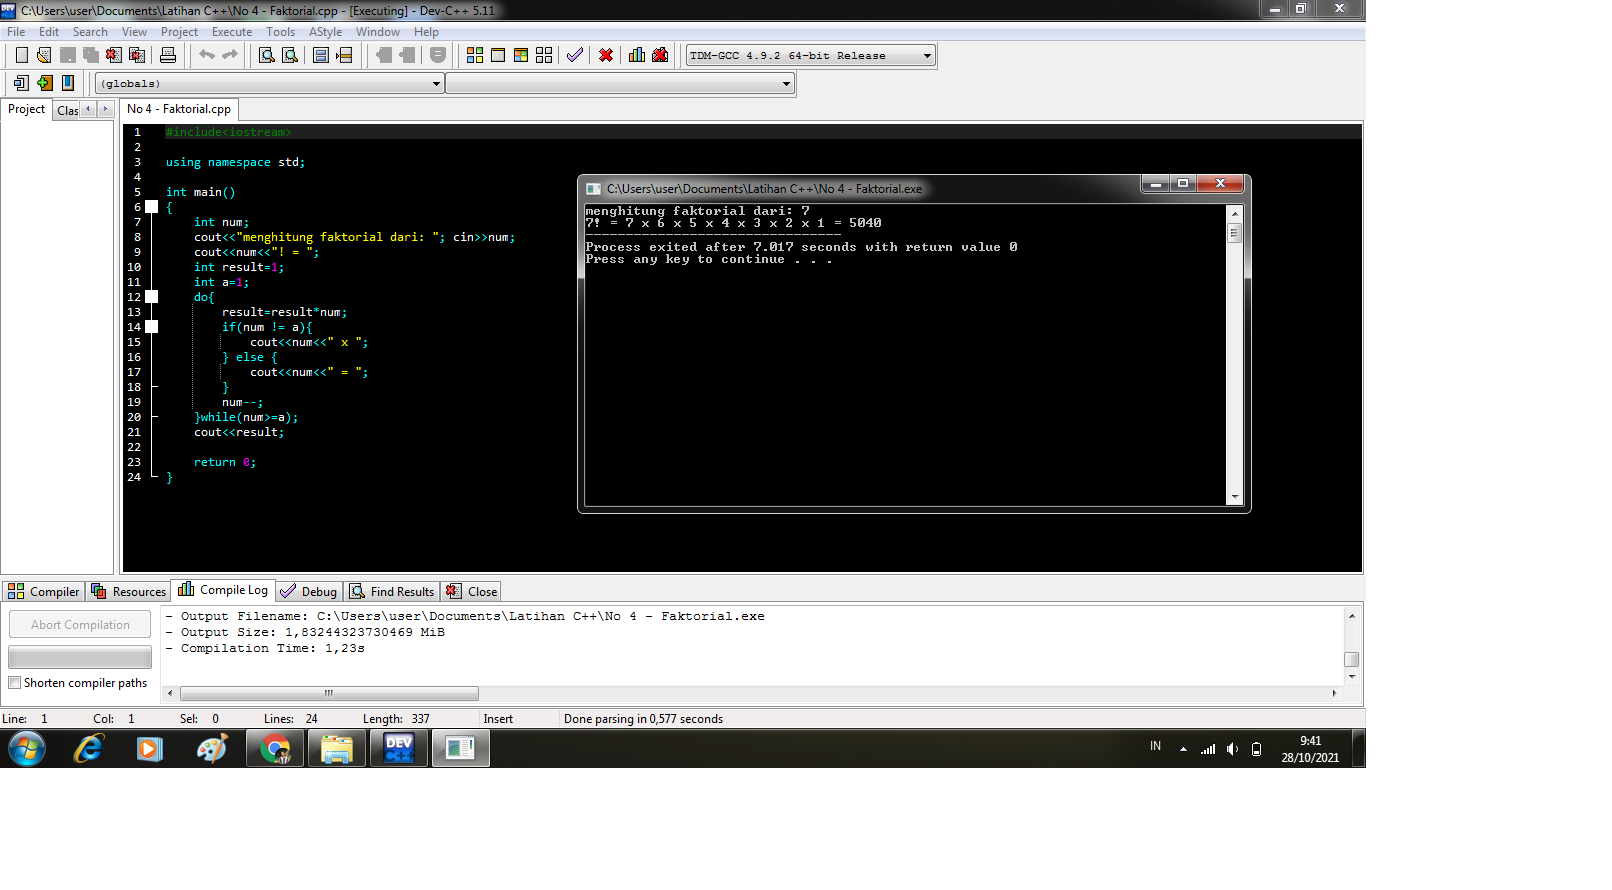 C:\Users\user\Documents\Latihan C++\No 4 - Faktorial.cpp - [Executing] - Dev-C++ 5.11
File Edit Search View Project Execute Tools AStyle Window Help
TDM-GCC 4.9.2 64-bit Release
(globals)
Project Clas
No 4 - Faktorial.cpp
1 #include<iostream>
2
3 using namespace std;
4
5 int main()
6 {
7 int num;
8 cout<<"menghitung faktorial dari: "; cin>>num;
9 cout<<num<<"! = ";
10 int result=1;
11 int a=1;
12 do{
13 result=result*num;
14 if(num != a){
15 cout<<num<<" x ";
16 } else {
17 cout<<num<<" = ";
18 }
19 num--;
20 }while(num>=a);
21 cout<<result;
22
23 return 0;
24 }
C:\Users\user\Documents\Latihan C++\No 4 - Faktorial.exe
menghitung faktorial dari: 7
7! = 7 x 6 x 5 x 4 x 3 x 2 x 1 = 5040
--------------------------------
Process exited after 7.017 seconds with return value 0
Press any key to continue . . .
Compiler Resources Compile Log Debug Find Results Close
Abort Compilation
Shorten compiler paths
- Output Filename: C:\Users\user\Documents\Latihan C++\No 4 - Faktorial.exe
- Output Size: 1,83244323730469 MiB
- Compilation Time: 1,23s
Line: 1 Col: 1 Sel: 0 Lines: 24 Length: 337 Insert Done parsing in 0,577 seconds
DEV C++
IN
9:41
28/10/2021